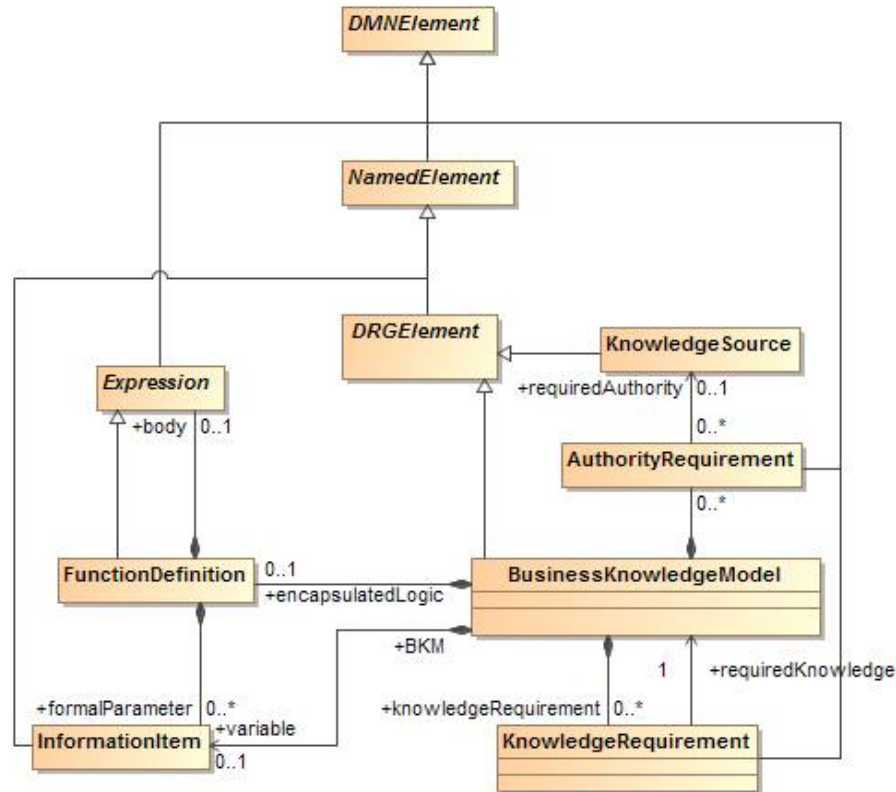 DMNElement
NamedElement
DRGElement
KnowledgeSource
Expression
+requiredAuthority 0..1
+body 0..1
0..*
AuthorityRequirement
0..*
FunctionDefinition
0..1
BusinessKnowledgeModel
+encapsulatedLogic
+BKM
1 +requiredKnowledge
+formalParameter 0..*
+knowledgeRequirement 0..*
+variable
InformationItem
KnowledgeRequirement
0..1